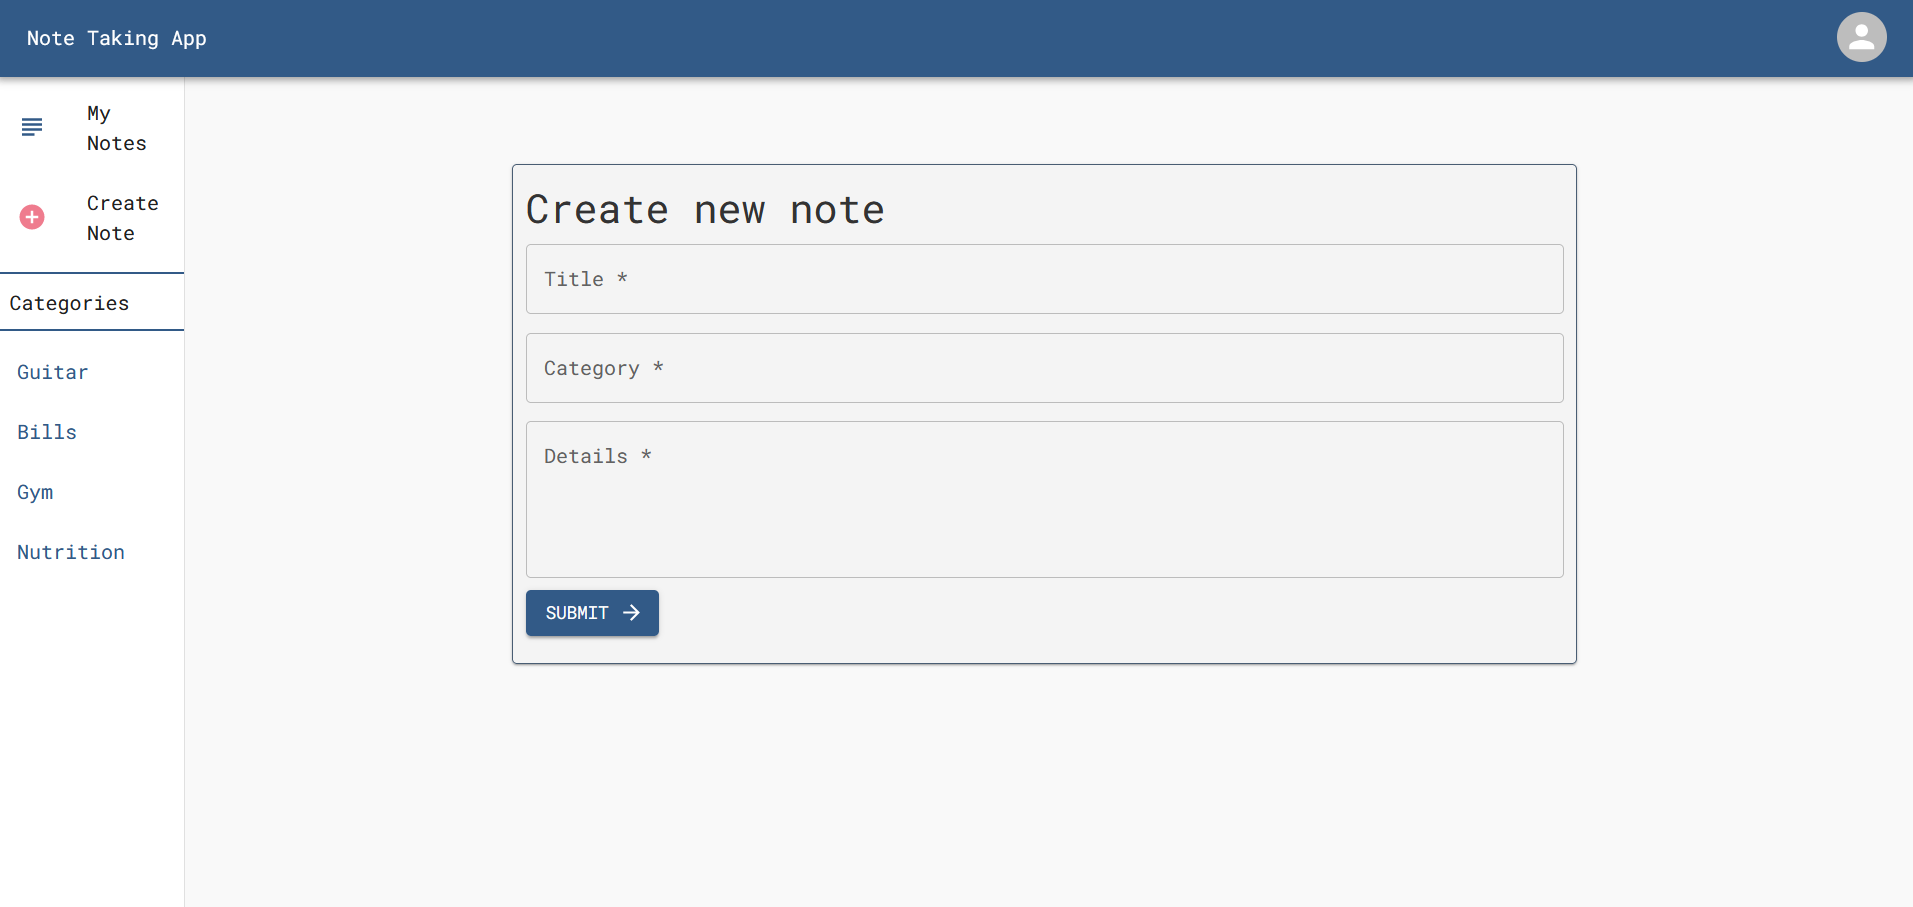 Note Taking App
My
Notes
Create
Note
Categories
Guitar
Bills
Gym
Nutrition
Create new note
Title *
Category *
Details *
SUBMIT